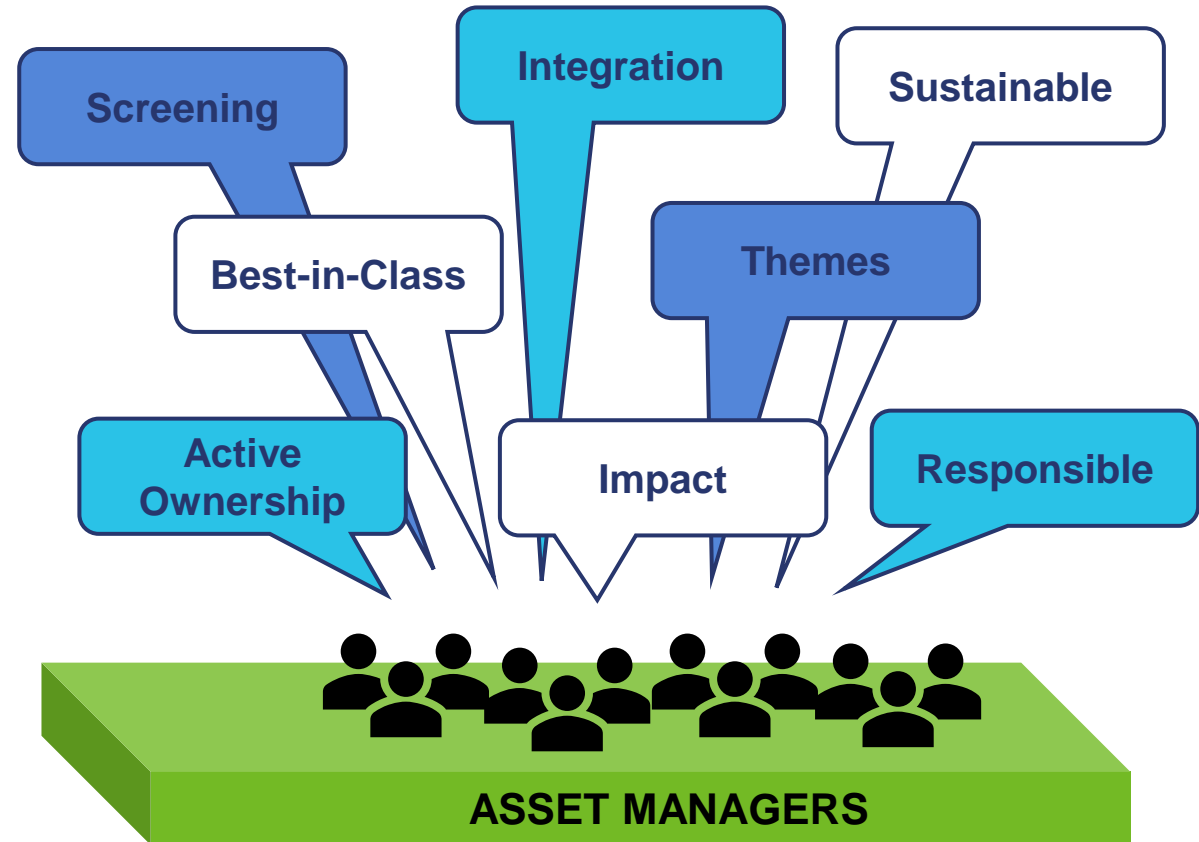 Screening
Integration
Sustainable
Best-in-Class
Themes
Active
Ownership
Impact
Responsible
ASSET MANAGERS